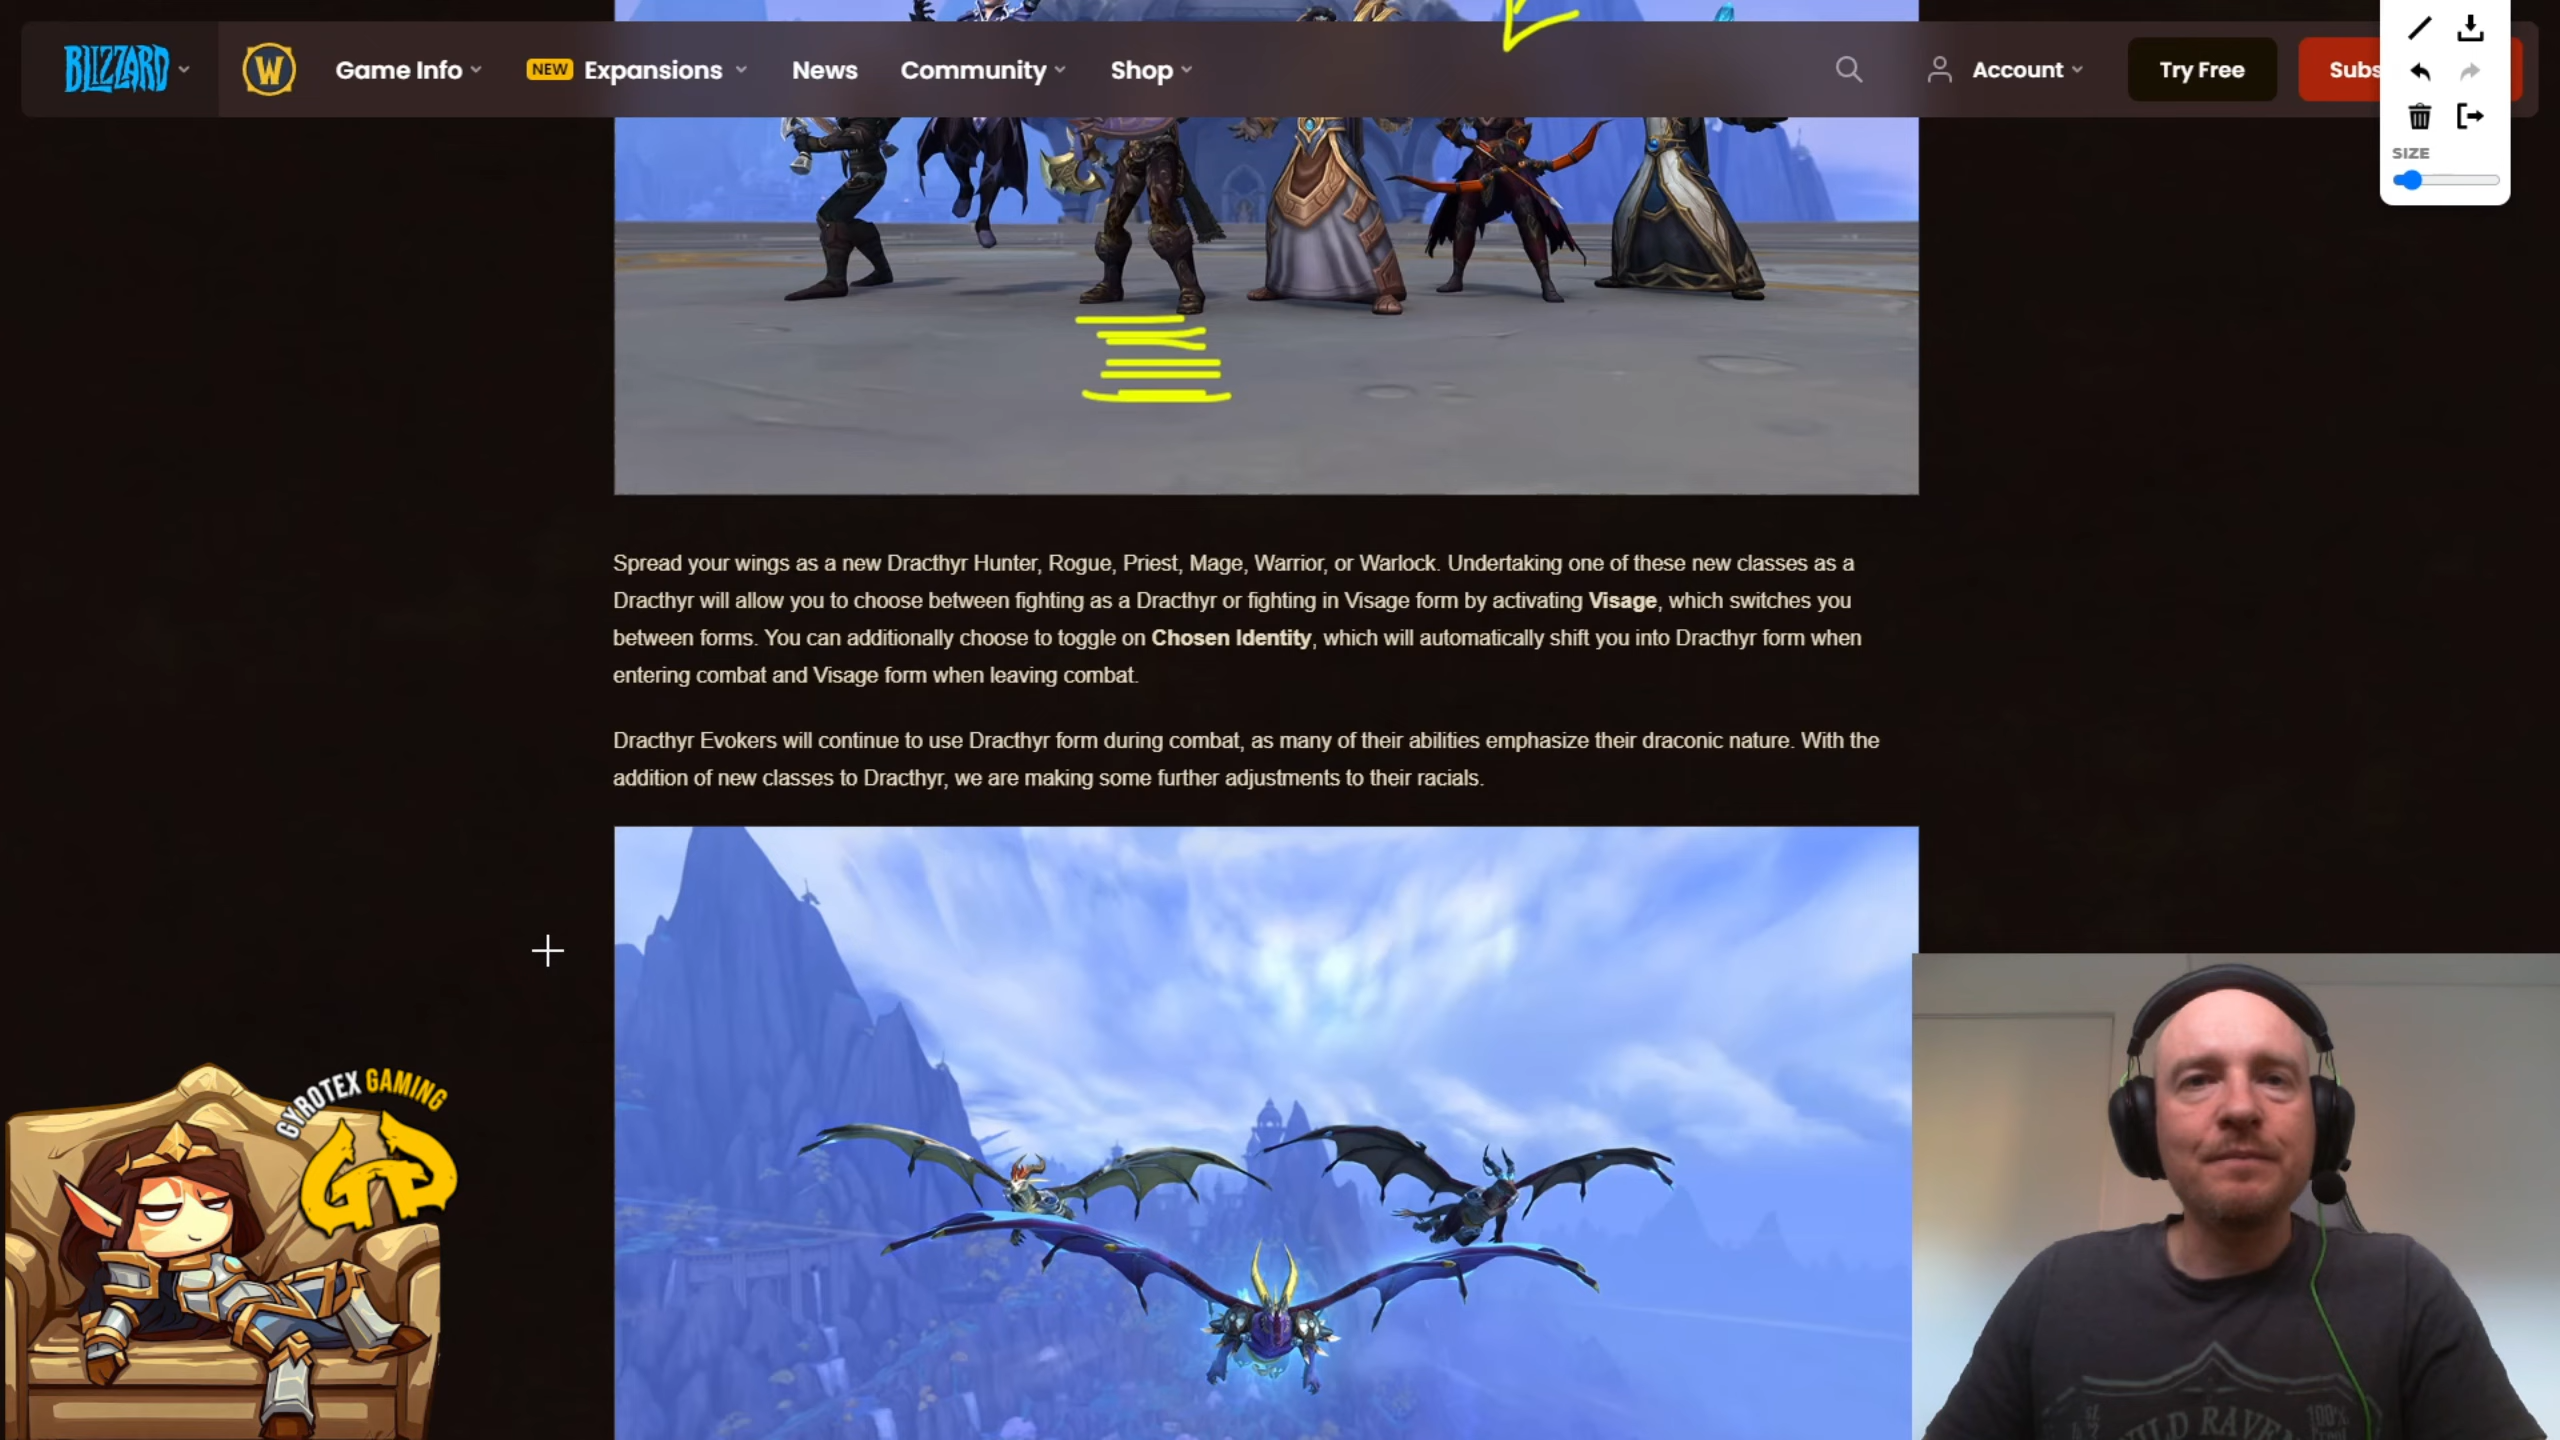 BLIZZARD
W
Game Info
NEW Expansions
News
Community
Shop
Account
Try Free
Subs
SIZE
Spread your wings as a new Dracthyr Hunter, Rogue, Priest, Mage, Warrior, or Warlock. Undertaking one of these new classes as a
Dracthyr will allow you to choose between fighting as a Dracthyr or fighting in Visage form by activating Visage, which switches you
between forms. You can additionally choose to toggle on Chosen Identity, which will automatically shift you into Dracthyr form when
entering combat and Visage form when leaving combat.
Dracthyr Evokers will continue to use Dracthyr form during combat, as many of their abilities emphasize their draconic nature. With the
addition of new classes to Dracthyr, we are making some further adjustments to their racials.
GYROTEX GAMING
GG
100%